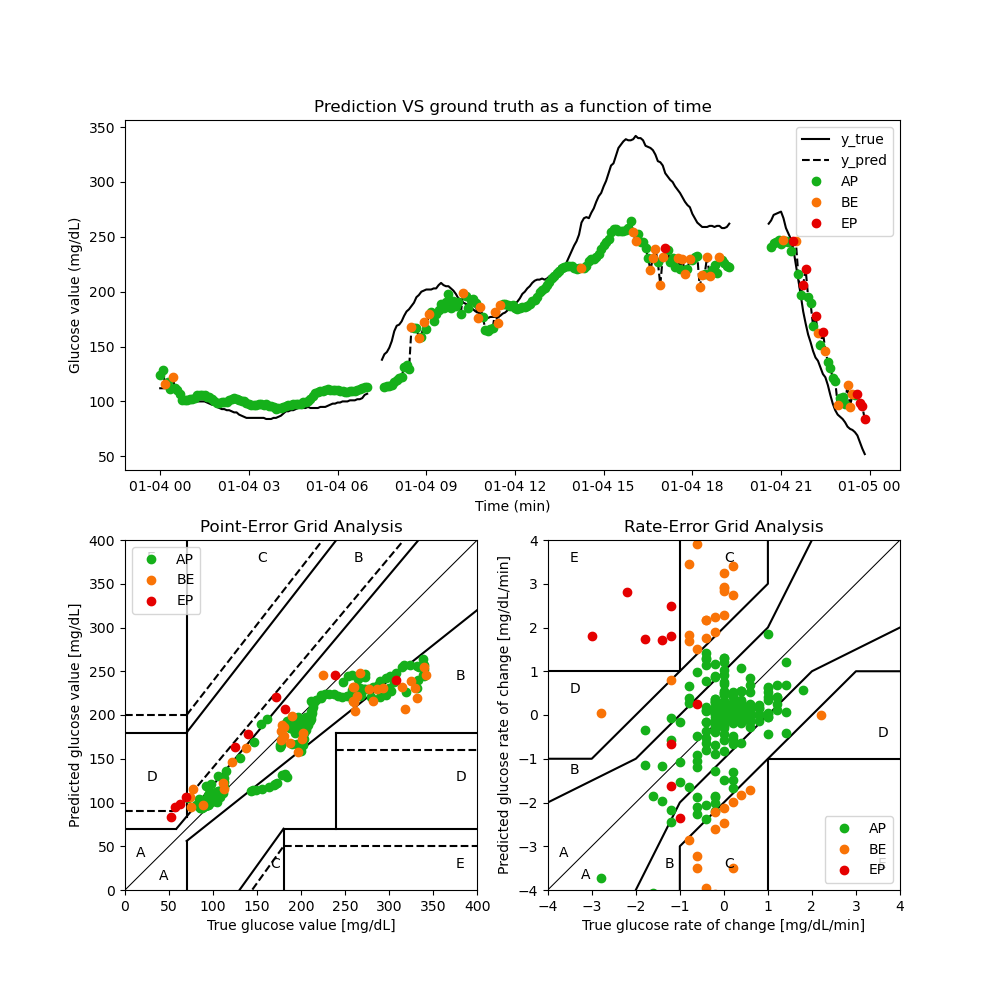 Prediction VS ground truth as a function of time
Glucose value (mg/dL)
350
300
250
200
150
100
50
y_true
y_pred
AP
BE
EP
01-04 00 01-04 03 01-04 06 01-04 09 01-04 12 01-04 15 01-04 18 01-04 21 01-05 00
Time (min)
Point-Error Grid Analysis
Predicted glucose value [mg/dL]
400
350
300
250
200
150
100
50
0
AP
BE
EP
C B
B
D D
A
A C E
0 50 100 150 200 250 300 350 400
True glucose value [mg/dL]
Rate-Error Grid Analysis
Predicted glucose rate of change [mg/dL/min]
4
3
2
1
0
−1
−2
−3
−4
E C
D
D
B
A
A B C
AP
BE
EP
−4 −3 −2 −1 0 1 2 3 4
True glucose rate of change [mg/dL/min]